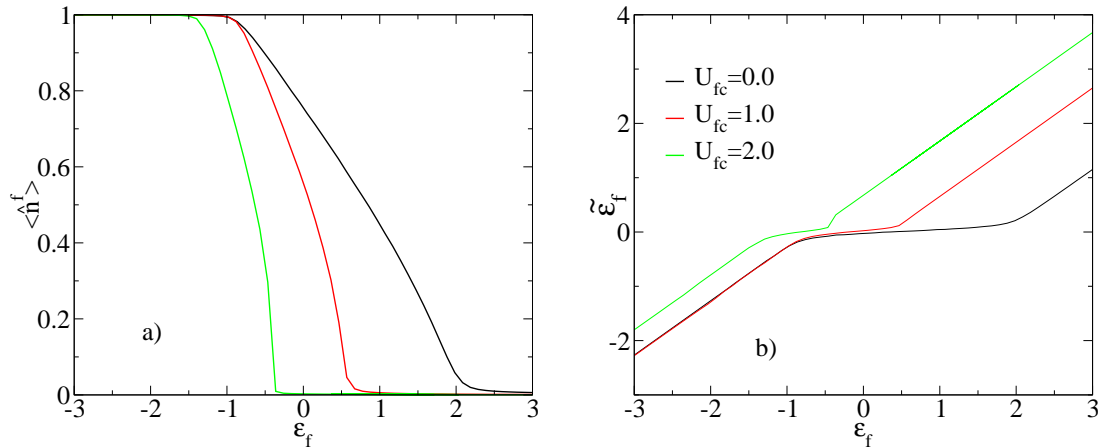 1
0.8
0.6
0.4
0.2
0
<n̂ᶠ>
a)
-3 -2 -1 0 1 2 3
ε_f
4
2
0
-2
ε̃_f
U_fc=0.0
U_fc=1.0
U_fc=2.0
b)
-3 -2 -1 0 1 2 3
ε_f